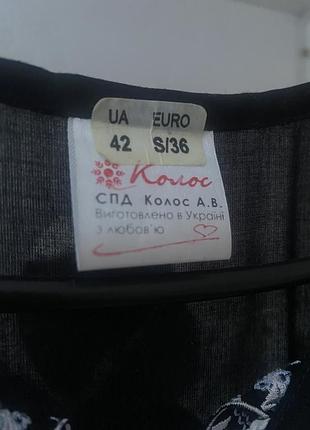 UA EURO
42 S/36
Колос
СПД Колос А.В.
Виготовлено в Україні
з любов'ю